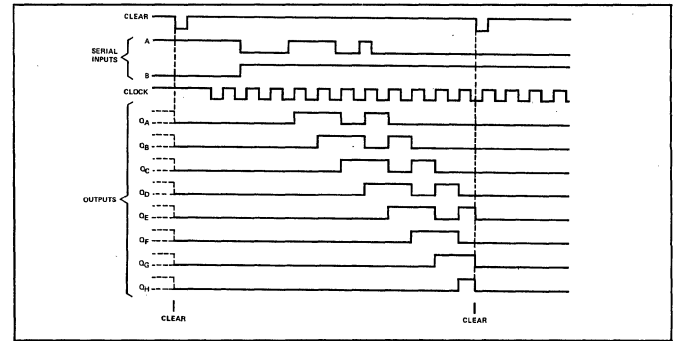 CLEAR
A
SERIAL
INPUTS
B
CLOCK
QA
QB
QC
QD
OUTPUTS
QE
QF
QG
QH
CLEAR
CLEAR